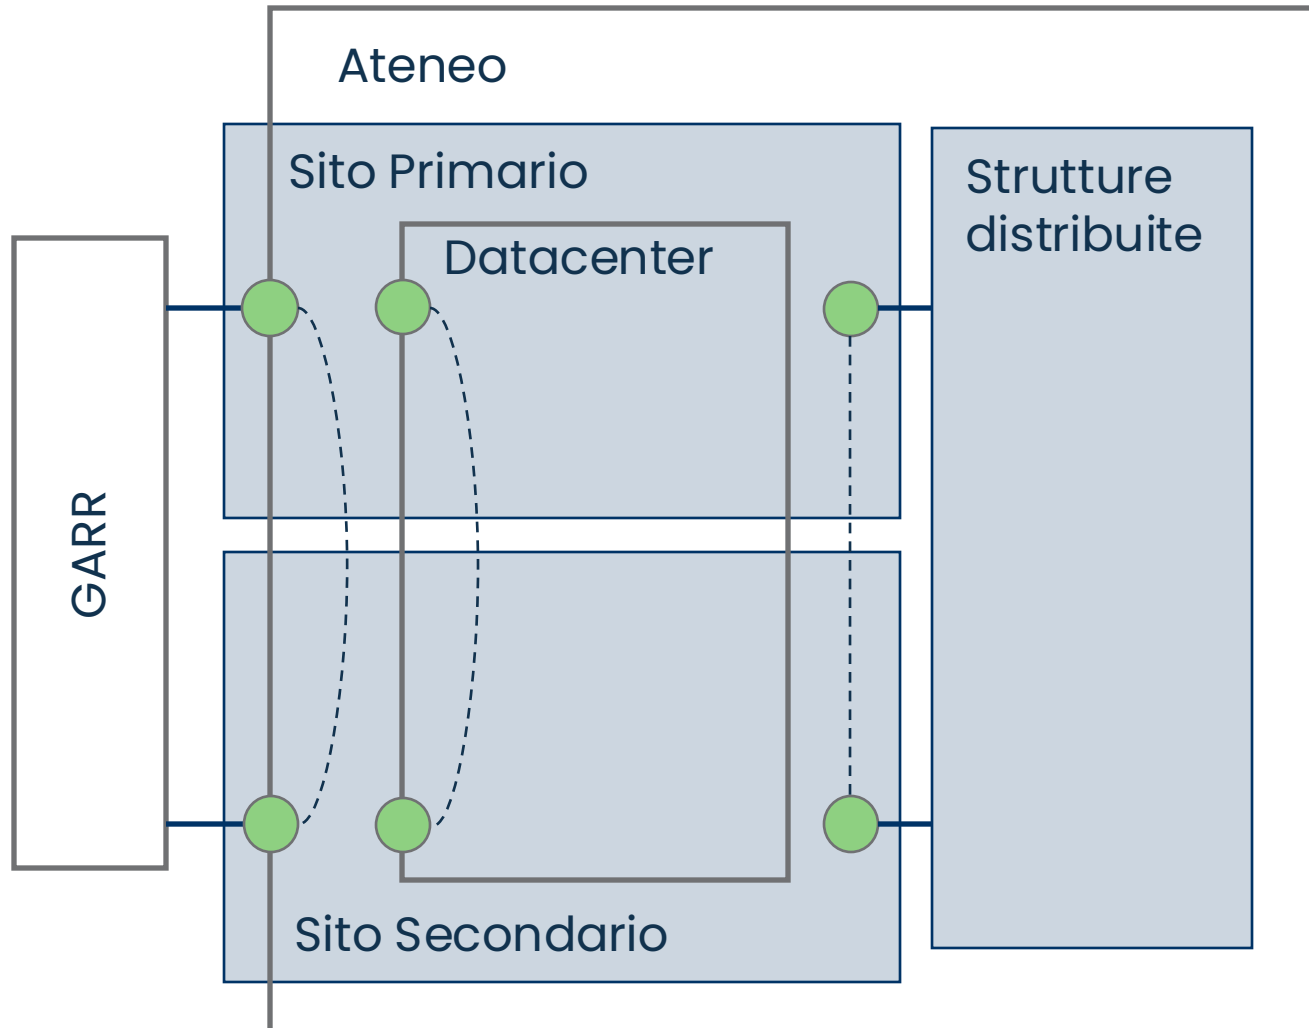 Ateneo
Sito Primario
Strutture
distribuite
Datacenter
GARR
Sito Secondario